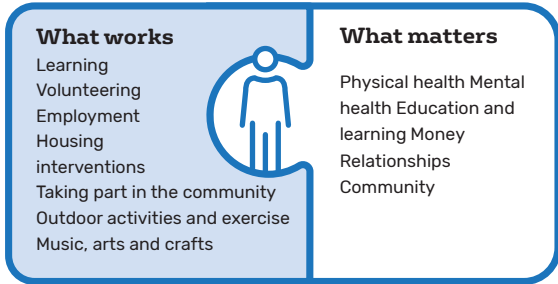 What works
Learning
Volunteering
Employment
Housing
interventions
Taking part in the community
Outdoor activities and exercise
Music, arts and crafts
What matters
Physical health Mental
health Education and
learning Money
Relationships
Community